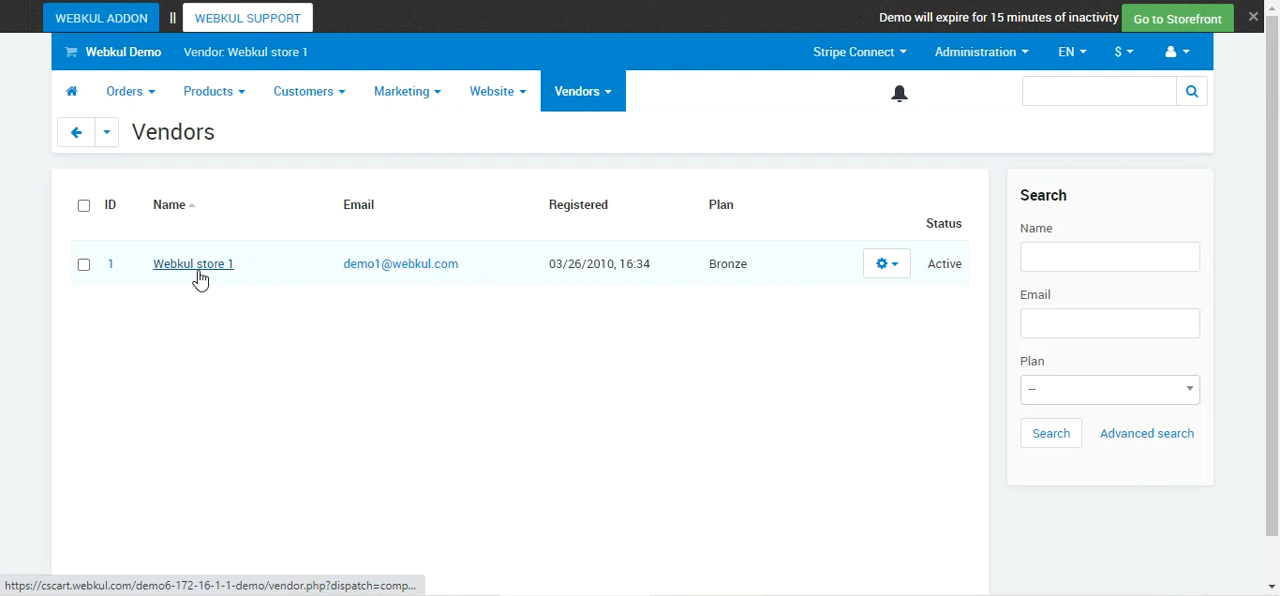 WEBKUL ADDON || WEBKUL SUPPORT Demo will expire for 15 minutes of inactivity Go to Storefront ×
Webkul Demo Vendor: Webkul store 1 Stripe Connect Administration EN $
Orders Products Customers Marketing Website Vendors
Vendors
ID Name Email Registered Plan Status
1 Webkul store 1 demo1@webkul.com 03/26/2010, 16:34 Bronze Active
Search
Name
Email
Plan
--
Search Advanced search
https://cscart.webkul.com/demo6-172-16-1-1-demo/vendor.php?dispatch=comp...